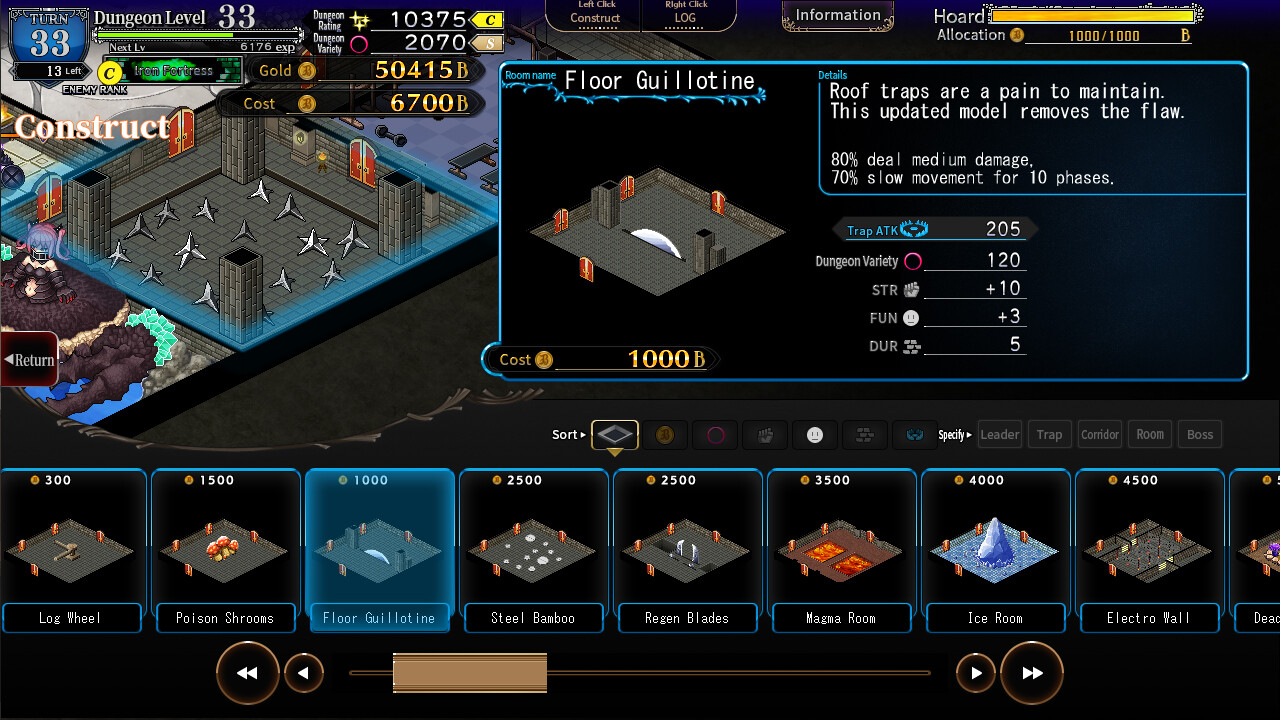 TURN
33
13 Left
Dungeon Level 33
Next Lv 6176 exp
C
ENEMY RANK
Iron Fortress
Dungeon Rating 10375 C
Dungeon Variety 2070 S
Gold 50415 B
Cost 6700 B
Left Click
Construct
Right Click
LOG
Information
Hoard
Allocation 1000/1000 B
Construct
Return
Room name Floor Guillotine
Cost 1000 B
Details
Roof traps are a pain to maintain.
This updated model removes the flaw.
80% deal medium damage,
70% slow movement for 10 phases.
Trap ATK 205
Dungeon Variety 120
STR +10
FUN +3
DUR 5
Sort Specify Leader Trap Corridor Room Boss
300 1500 1000 2500 2500 3500 4000 4500
Log Wheel Poison Shrooms Floor Guillotine Steel Bamboo Regen Blades Magma Room Ice Room Electro Wall